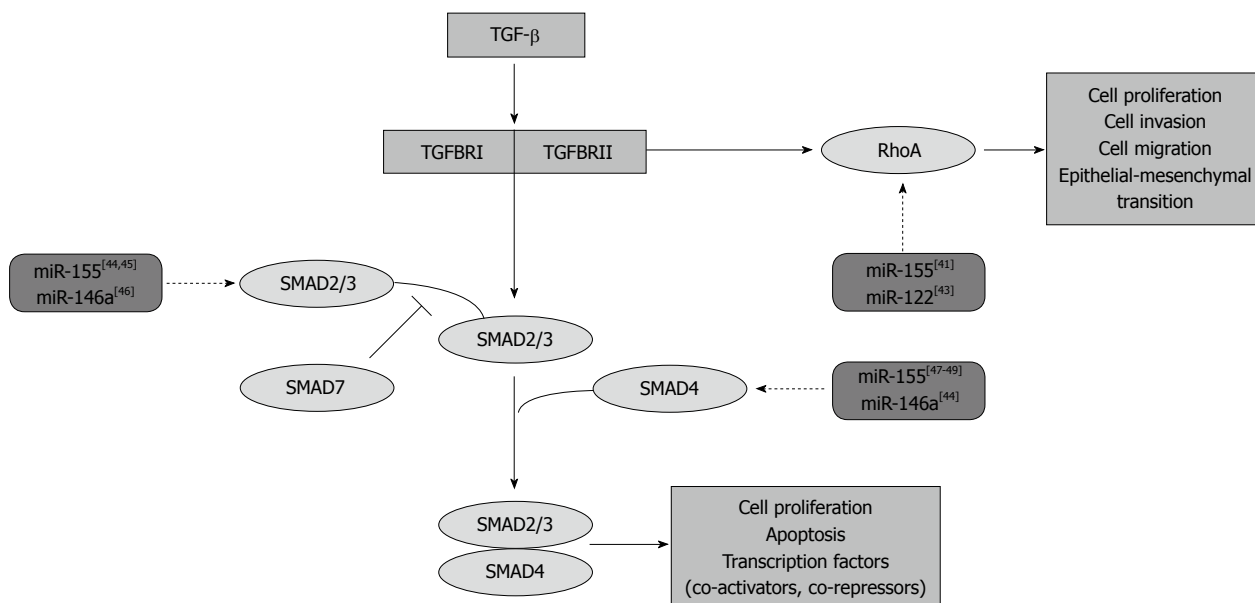 TGF-β
TGFBRI
TGFBRII
RhoA
Cell proliferation
Cell invasion
Cell migration
Epithelial-mesenchymal
transition
miR-155[44,45]
miR-146a[46]
SMAD2/3
miR-155[41]
miR-122[43]
SMAD2/3
SMAD7
SMAD4
miR-155[47-49]
miR-146a[44]
SMAD2/3
SMAD4
Cell proliferation
Apoptosis
Transcription factors
(co-activators, co-repressors)